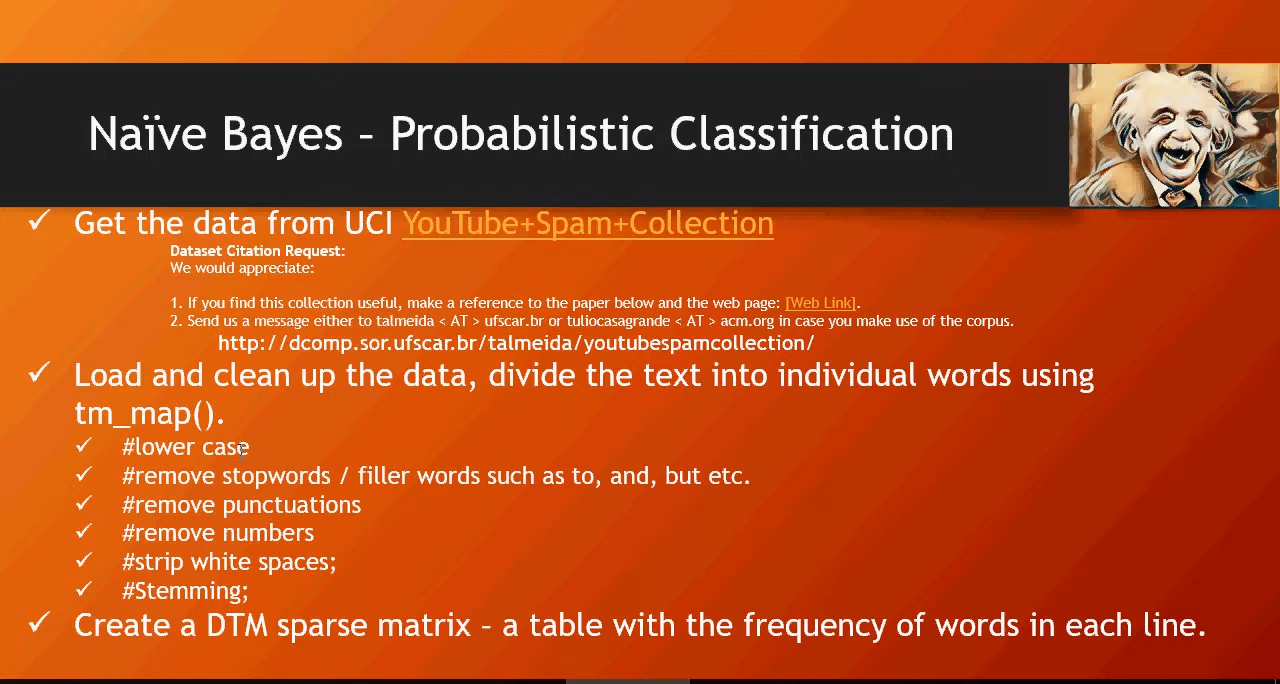 Naïve Bayes – Probabilistic Classification
✓ Get the data from UCI YouTube+Spam+Collection
Dataset Citation Request:
We would appreciate:
1. If you find this collection useful, make a reference to the paper below and the web page: [Web Link].
2. Send us a message either to talmeida < AT > ufscar.br or tuliocasagrande < AT > acm.org in case you make use of the corpus.
http://dcomp.sor.ufscar.br/talmeida/youtubespamcollection/
✓ Load and clean up the data, divide the text into individual words using
tm_map().
✓ #lower case
✓ #remove stopwords / filler words such as to, and, but etc.
✓ #remove punctuations
✓ #remove numbers
✓ #strip white spaces;
✓ #Stemming;
✓ Create a DTM sparse matrix – a table with the frequency of words in each line.